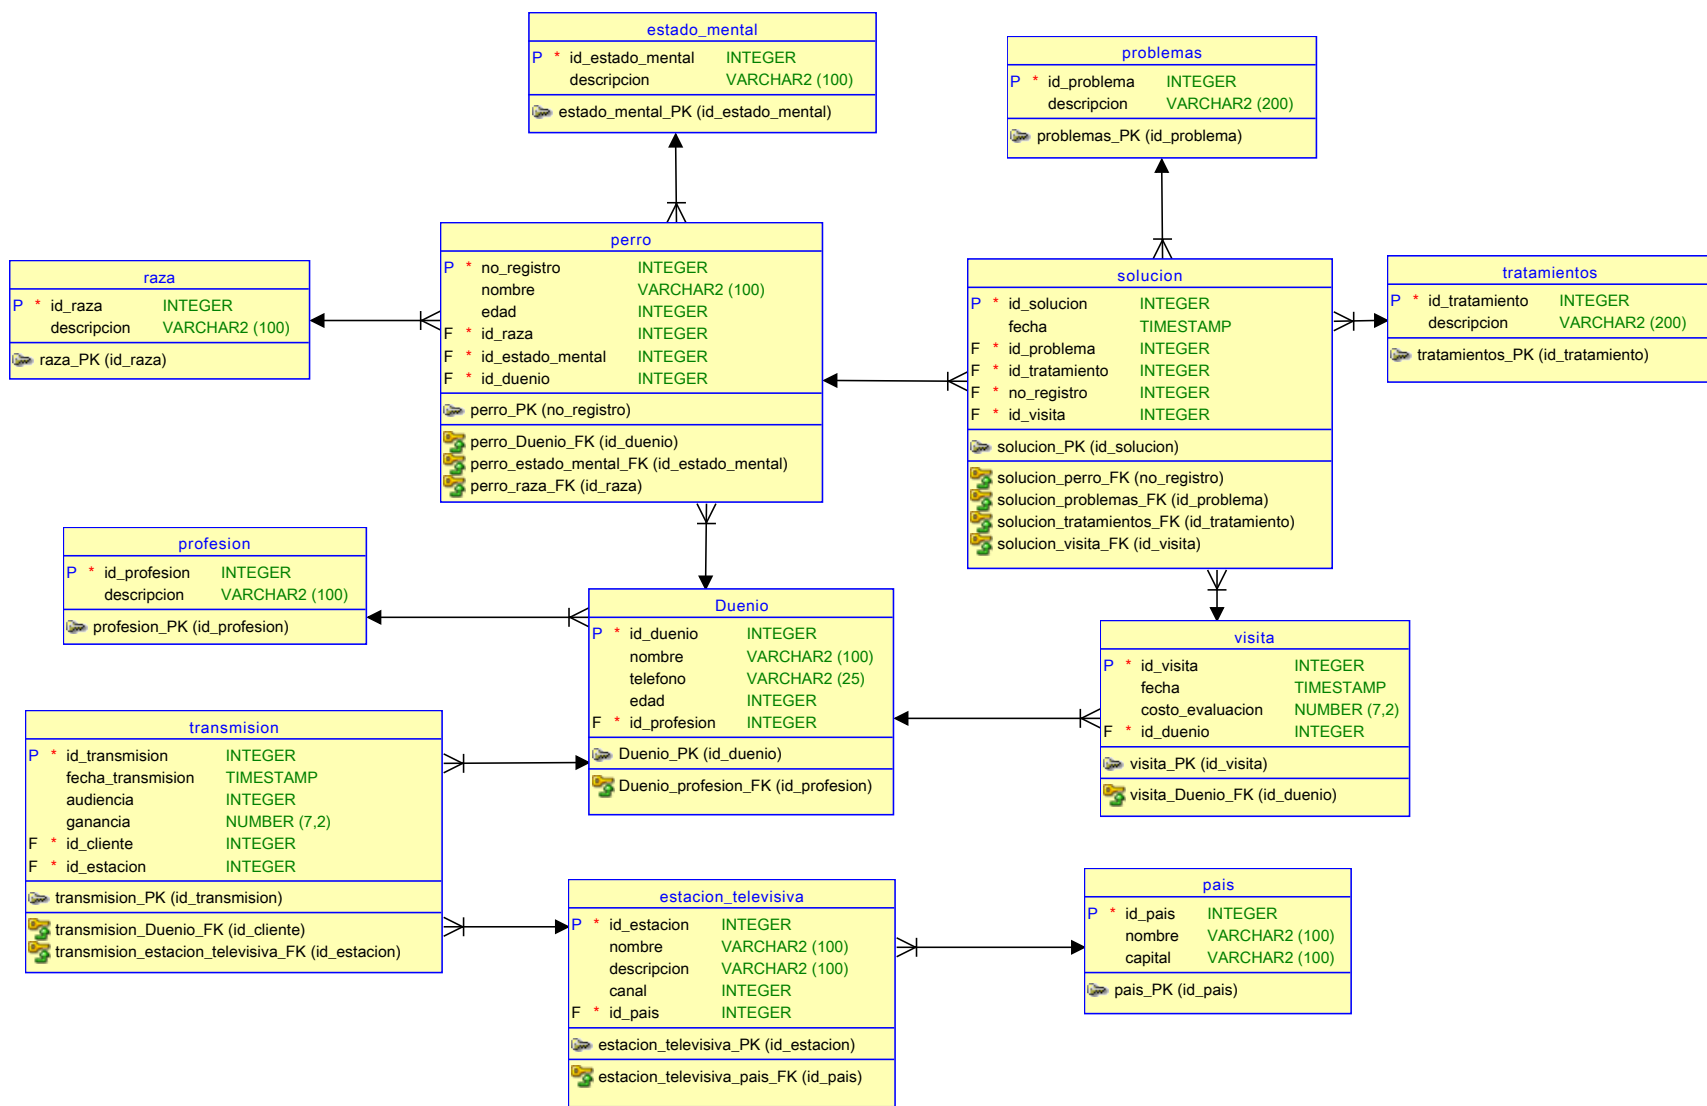 estado_mental
P * id_estado_mental INTEGER
descripcion VARCHAR2 (100)
estado_mental_PK (id_estado_mental)
problemas
P * id_problema INTEGER
descripcion VARCHAR2 (200)
problemas_PK (id_problema)
raza
P * id_raza INTEGER
descripcion VARCHAR2 (100)
raza_PK (id_raza)
perro
P * no_registro INTEGER
nombre VARCHAR2 (100)
edad INTEGER
F * id_raza INTEGER
F * id_estado_mental INTEGER
F * id_duenio INTEGER
perro_PK (no_registro)
perro_Duenio_FK (id_duenio)
perro_estado_mental_FK (id_estado_mental)
perro_raza_FK (id_raza)
solucion
P * id_solucion INTEGER
fecha TIMESTAMP
F * id_problema INTEGER
F * id_tratamiento INTEGER
F * no_registro INTEGER
F * id_visita INTEGER
solucion_PK (id_solucion)
solucion_perro_FK (no_registro)
solucion_problemas_FK (id_problema)
solucion_tratamientos_FK (id_tratamiento)
solucion_visita_FK (id_visita)
tratamientos
P * id_tratamiento INTEGER
descripcion VARCHAR2 (200)
tratamientos_PK (id_tratamiento)
profesion
P * id_profesion INTEGER
descripcion VARCHAR2 (100)
profesion_PK (id_profesion)
Duenio
P * id_duenio INTEGER
nombre VARCHAR2 (100)
telefono VARCHAR2 (25)
edad INTEGER
F * id_profesion INTEGER
Duenio_PK (id_duenio)
Duenio_profesion_FK (id_profesion)
visita
P * id_visita INTEGER
fecha TIMESTAMP
costo_evaluacion NUMBER (7,2)
F * id_duenio INTEGER
visita_PK (id_visita)
visita_Duenio_FK (id_duenio)
transmision
P * id_transmision INTEGER
fecha_transmision TIMESTAMP
audiencia INTEGER
ganancia NUMBER (7,2)
F * id_cliente INTEGER
F * id_estacion INTEGER
transmision_PK (id_transmision)
transmision_Duenio_FK (id_cliente)
transmision_estacion_televisiva_FK (id_estacion)
estacion_televisiva
P * id_estacion INTEGER
nombre VARCHAR2 (100)
descripcion VARCHAR2 (100)
canal INTEGER
F * id_pais INTEGER
estacion_televisiva_PK (id_estacion)
estacion_televisiva_pais_FK (id_pais)
pais
P * id_pais INTEGER
nombre VARCHAR2 (100)
capital VARCHAR2 (100)
pais_PK (id_pais)